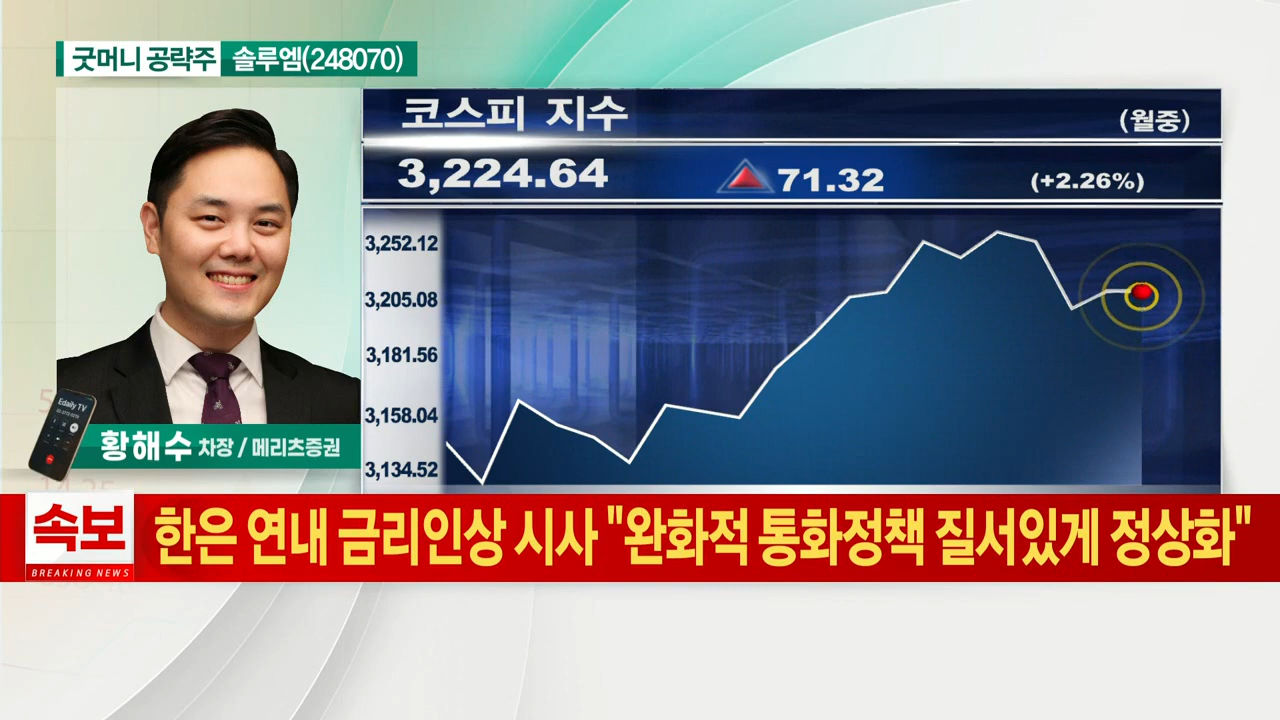 굿머니 공략주 솔루엠(248070)
코스피 지수 (월중)
3,224.64 71.32 (+2.26%)
3,252.12
3,205.08
3,181.56
3,158.04
3,134.52
Edaily TV
황해수 차장 / 메리츠증권
속보 한은 연내 금리인상 시사 "완화적 통화정책 질서있게 정상화"
BREAKING NEWS